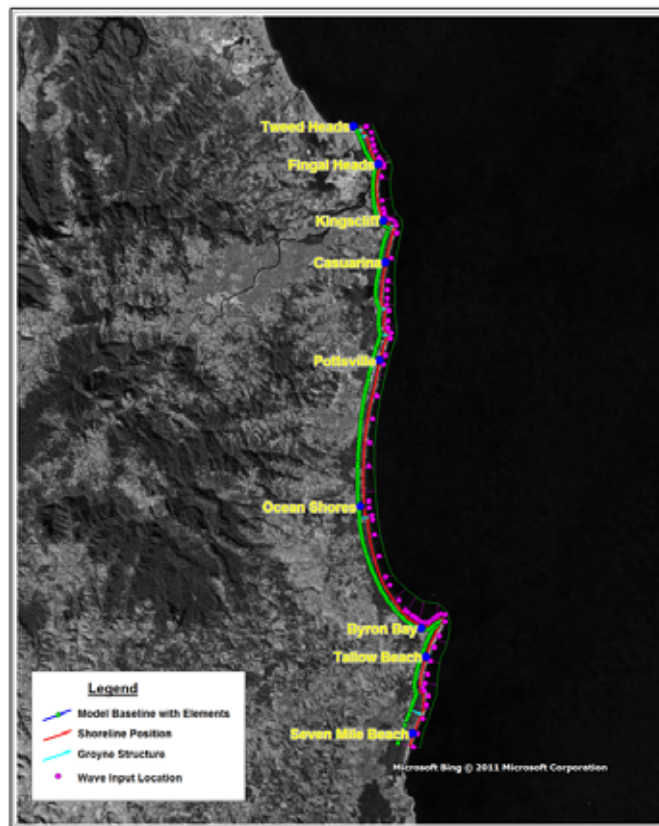 Tweed Heads
Fingal Heads
Kingscliff
Casuarina
Pottsville
Ocean Shores
Byron Bay
Tallow Beach
Seven Mile Beach
Legend
Model Baseline with Elements
Shoreline Position
Groyne Structure
Wave Input Location
Microsoft Bing © 2011 Microsoft Corporation